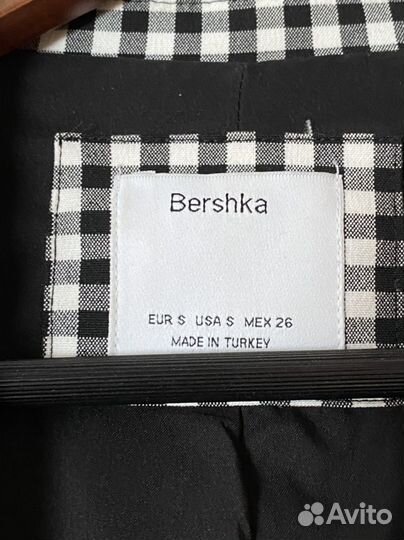 Bershka
EUR S USA S MEX 26
MADE IN TURKEY
Avito